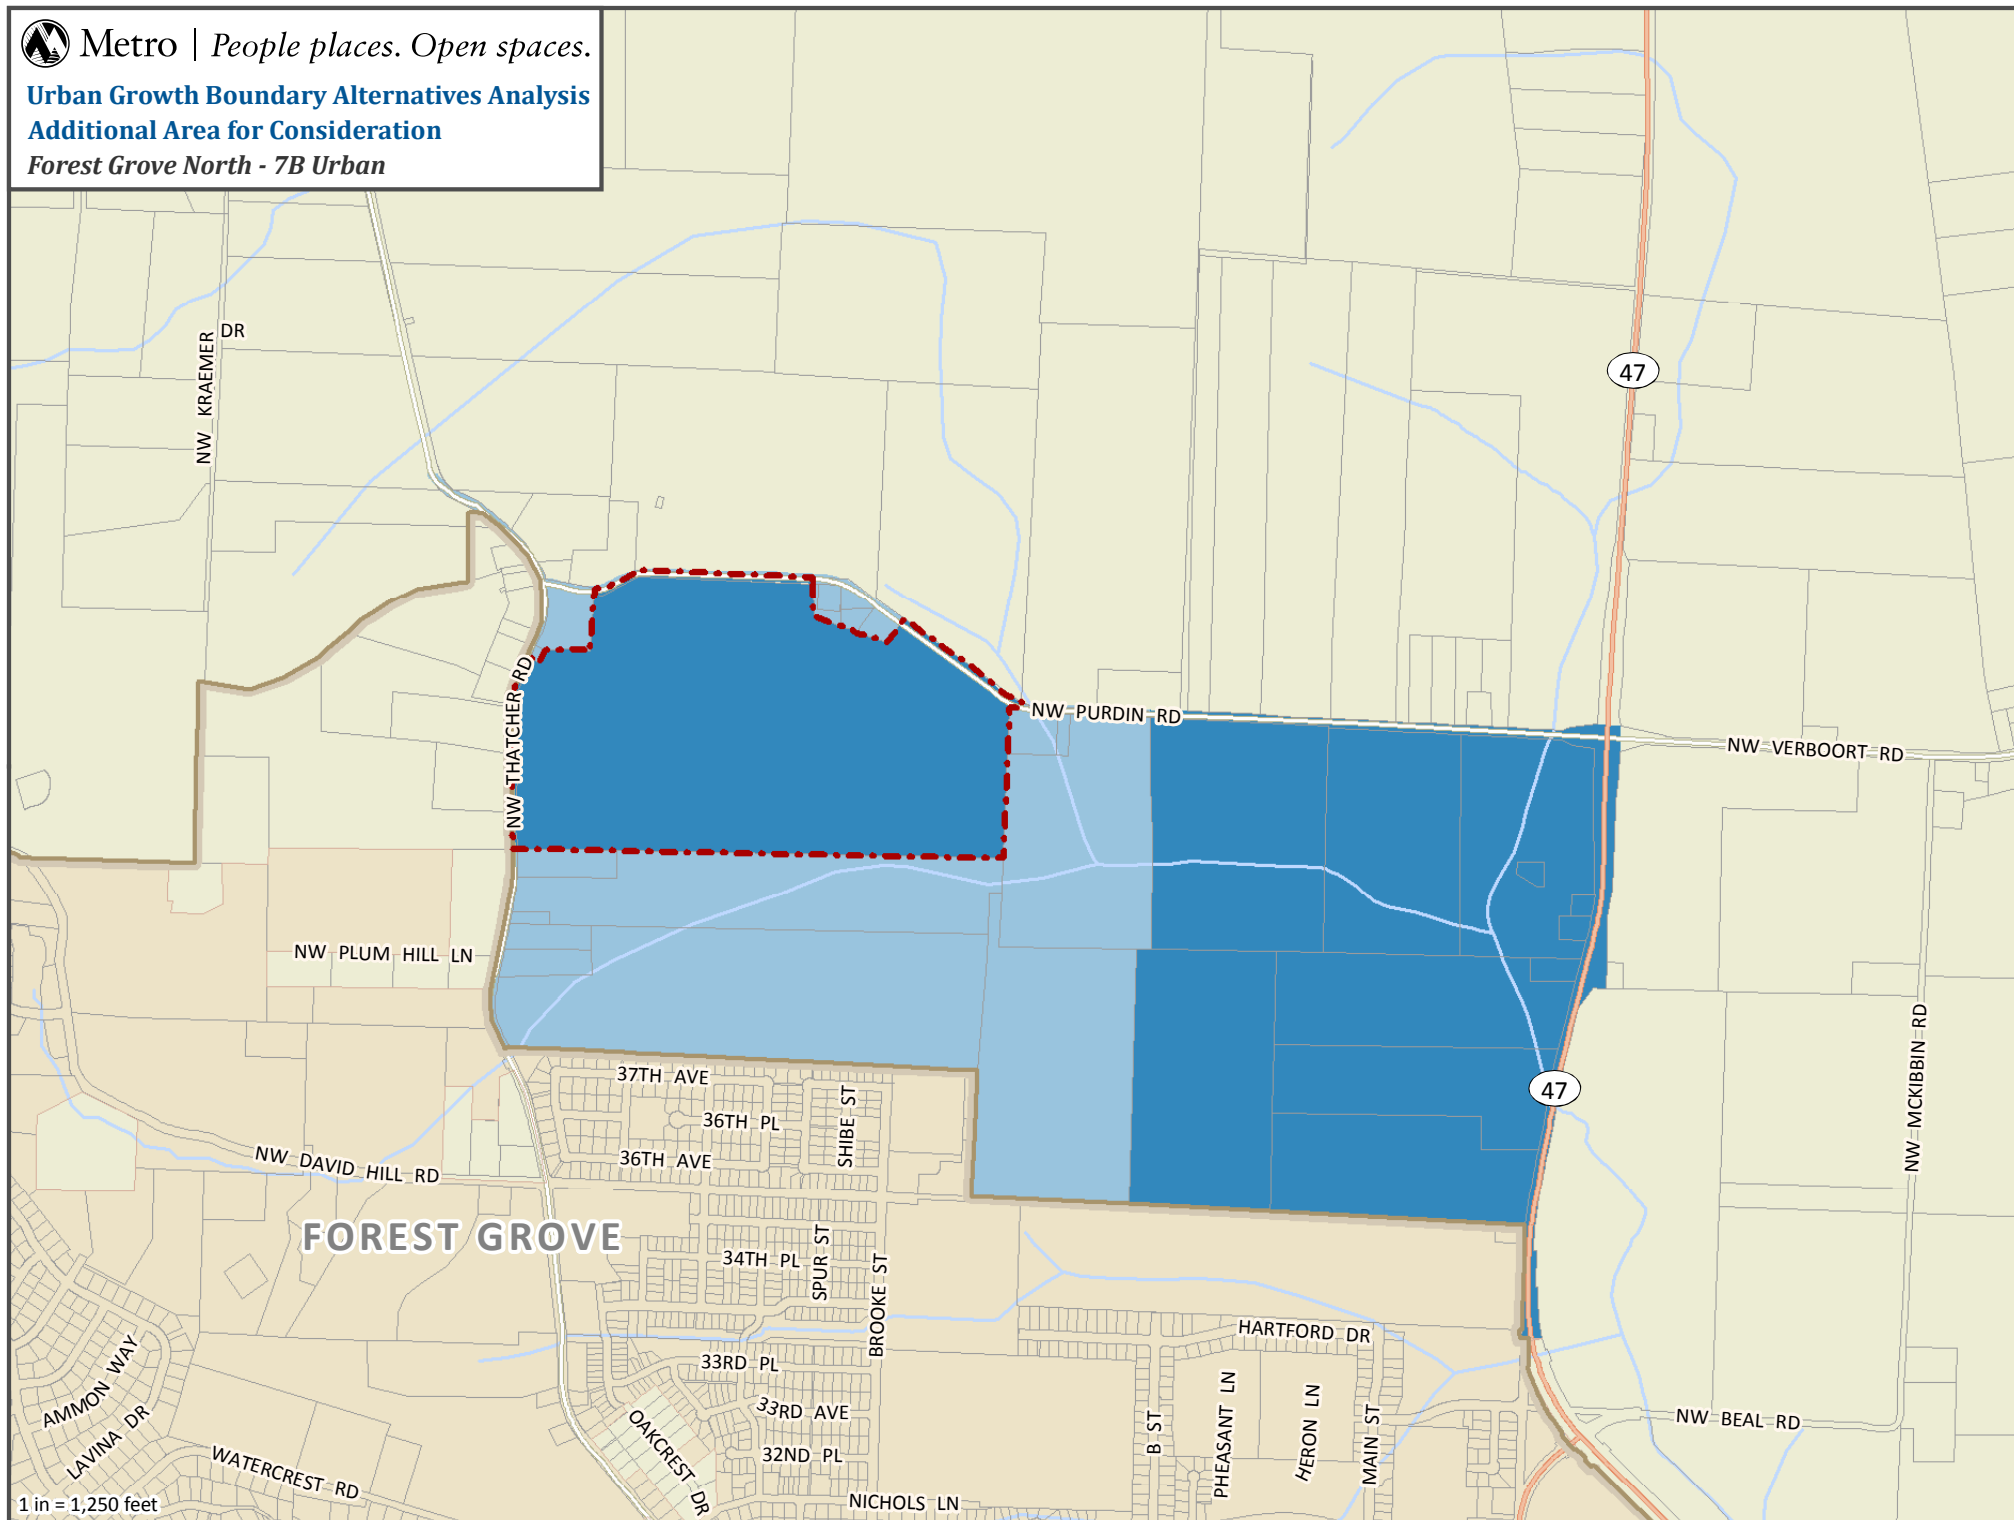 Metro | People places. Open spaces.
Urban Growth Boundary Alternatives Analysis
Additional Area for Consideration
Forest Grove North - 7B Urban
NW KRAEMER DR
47
NW THATCHER RD
NW PURDIN RD
NW VERBOORT RD
NW PLUM HILL LN
NW MCKIBBIN RD
47
37TH AVE
36TH PL
SHIBE ST
36TH AVE
NW DAVID HILL RD
FOREST GROVE
34TH PL
SPUR ST
BROOKE ST
HARTFORD DR
33RD PL
AMMON WAY
LAVINA DR
33RD AVE
OAKCREST DR
32ND PL
B ST
PHEASANT LN
HERON LN
MAIN ST
NW BEAL RD
WATERCREST RD
NICHOLS LN
1 in = 1,250 feet